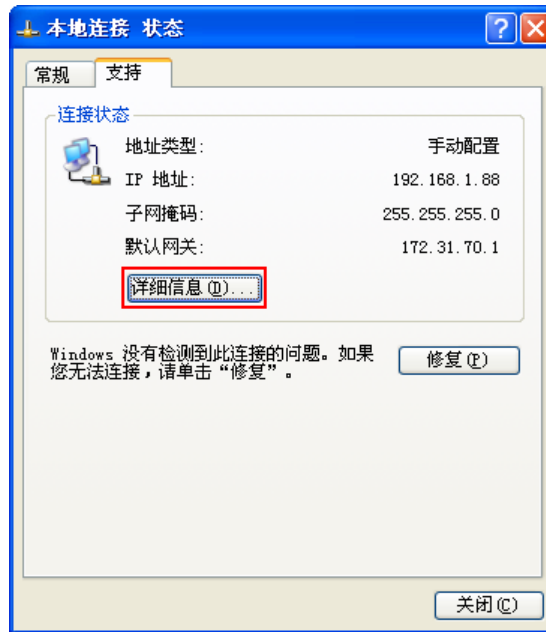 本地连接 状态
常规
支持
连接状态
地址类型: 手动配置
IP 地址: 192.168.1.88
子网掩码: 255.255.255.0
默认网关: 172.31.70.1
详细信息(D)...
Windows 没有检测到此连接的问题。如果
您无法连接，请单击“修复”。
修复(P)
关闭(C)